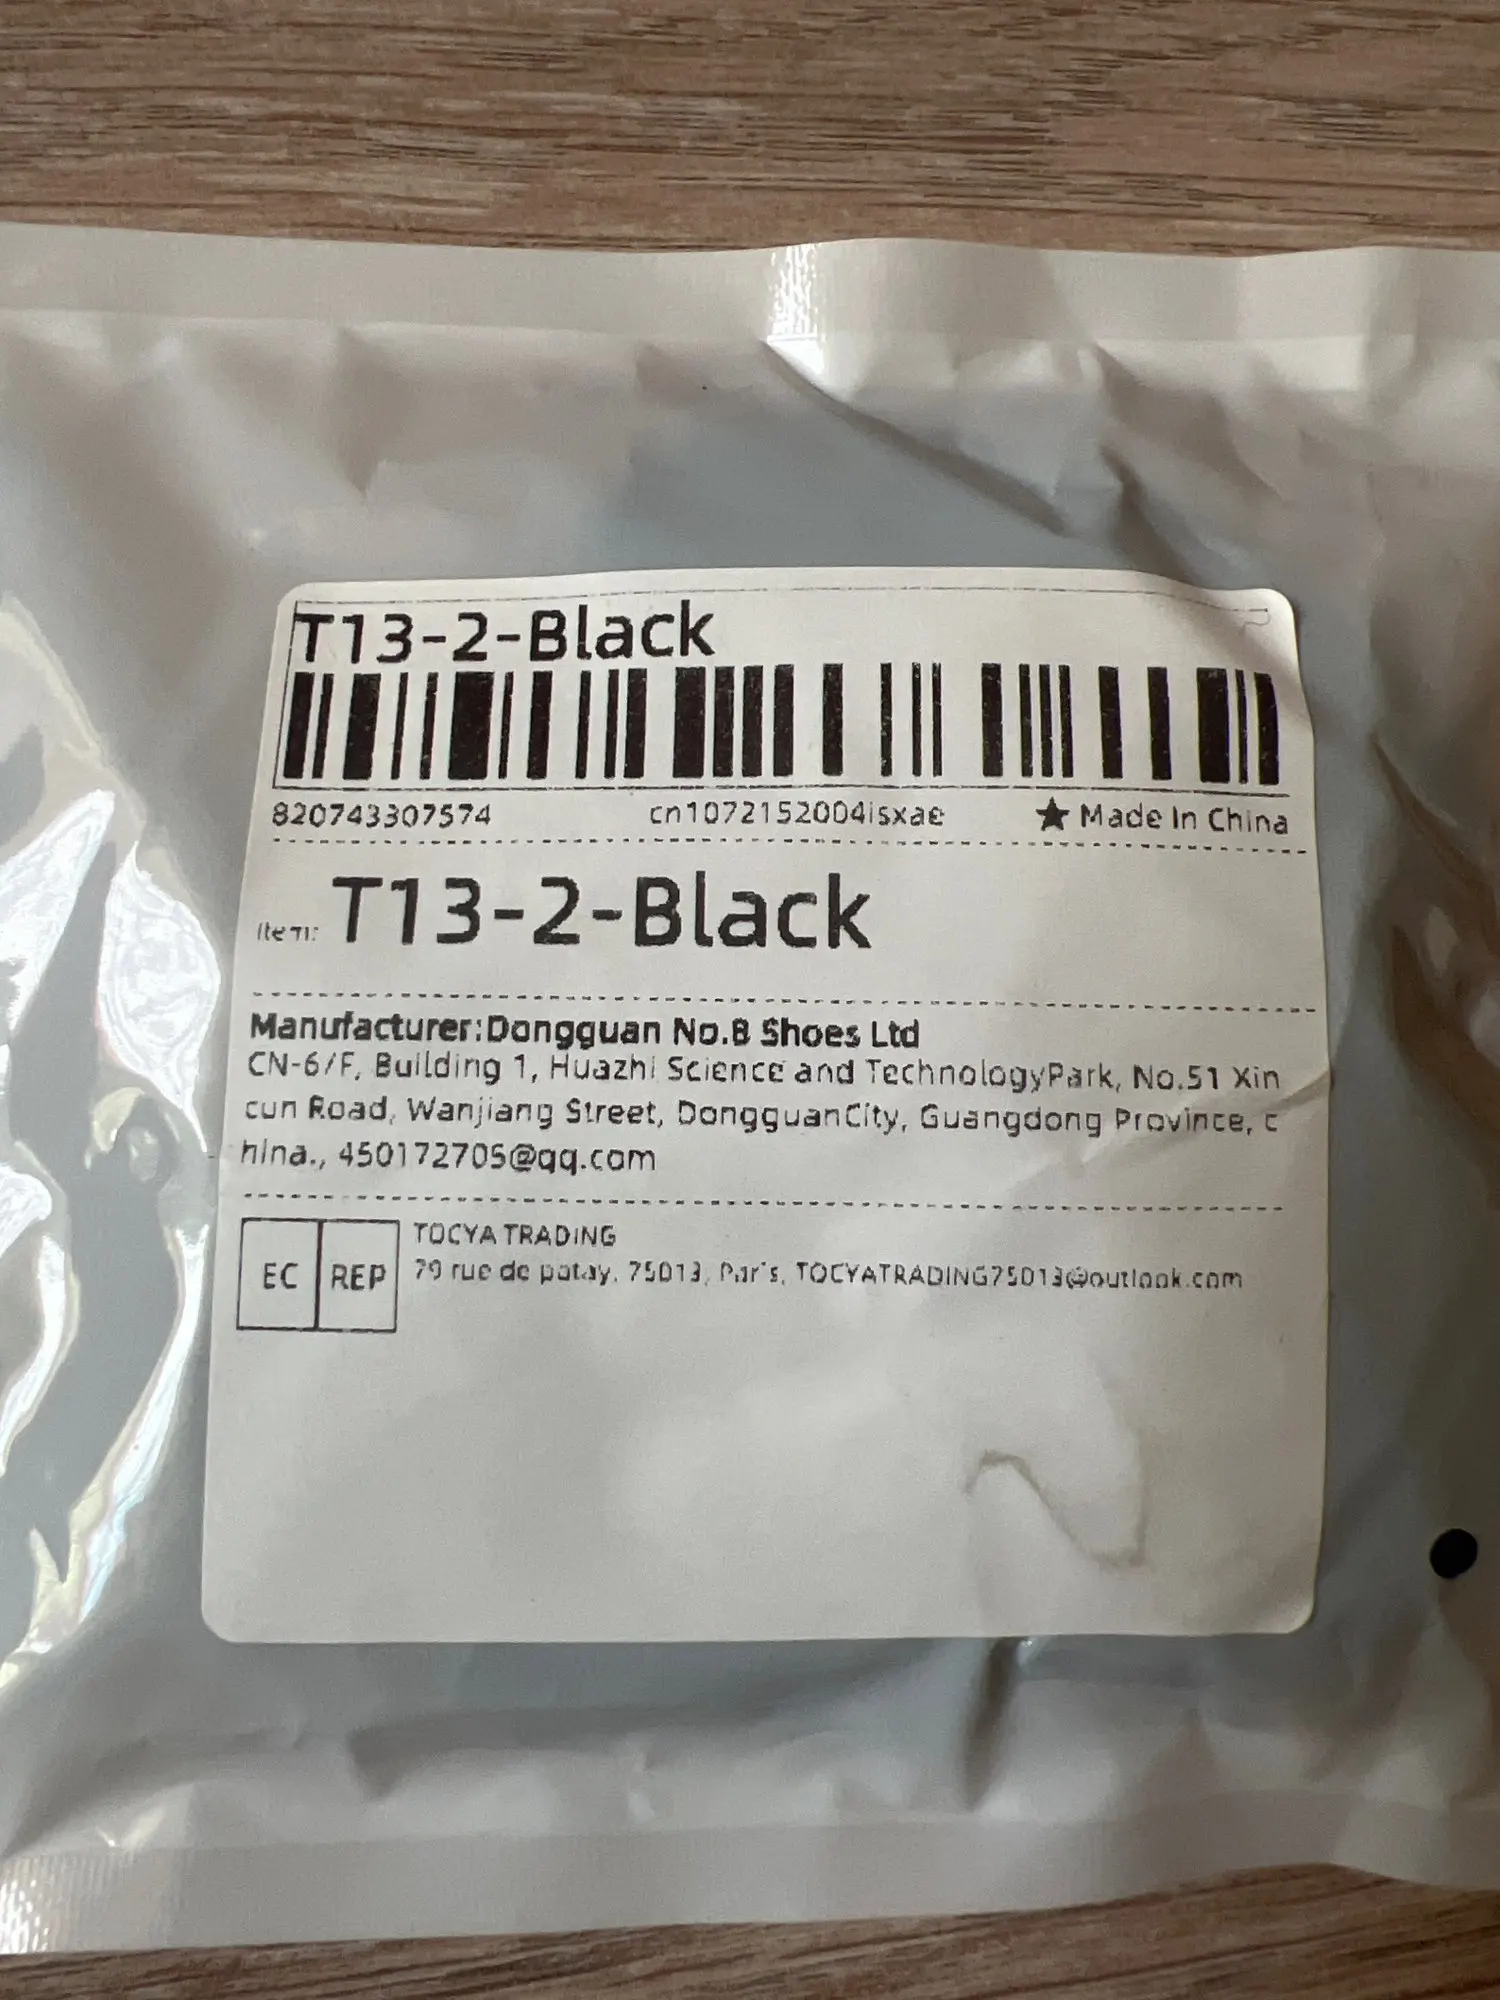 T13-2-Black
820743307574 cn1072152004isxae ★ Made In China
Item: T13-2-Black
Manufacturer:Dongguan No.8 Shoes Ltd
CN-6/F, Building 1, Huazhi Science and TechnologyPark, No.51 Xin
cun Road, Wanjiang Street, DongguanCity, Guangdong Province, c
hina., 450172705@qq.com
EC REP
TOCYA TRADING
79 rue de patay, 75013, Paris, TOCYATRADING75013@outlook.com